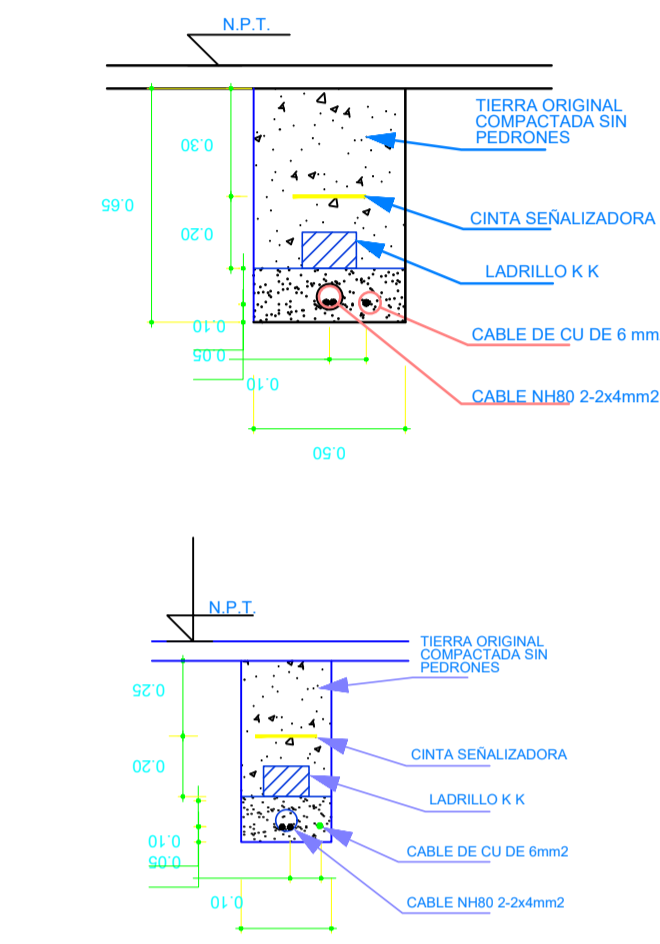 N.P.T.
TIERRA ORIGINAL
COMPACTADA SIN
PEDRONES
0.30
0.65
CINTA SEÑALIZADORA
0.20
LADRILLO K K
0.10
CABLE DE CU DE 6 mm
0.05
0.10
CABLE NH80 2-2x4mm2
0.50
N.P.T.
TIERRA ORIGINAL
COMPACTADA SIN
PEDRONES
0.25
CINTA SEÑALIZADORA
0.20
LADRILLO K K
0.10
CABLE DE CU DE 6mm2
0.05
0.10
CABLE NH80 2-2x4mm2